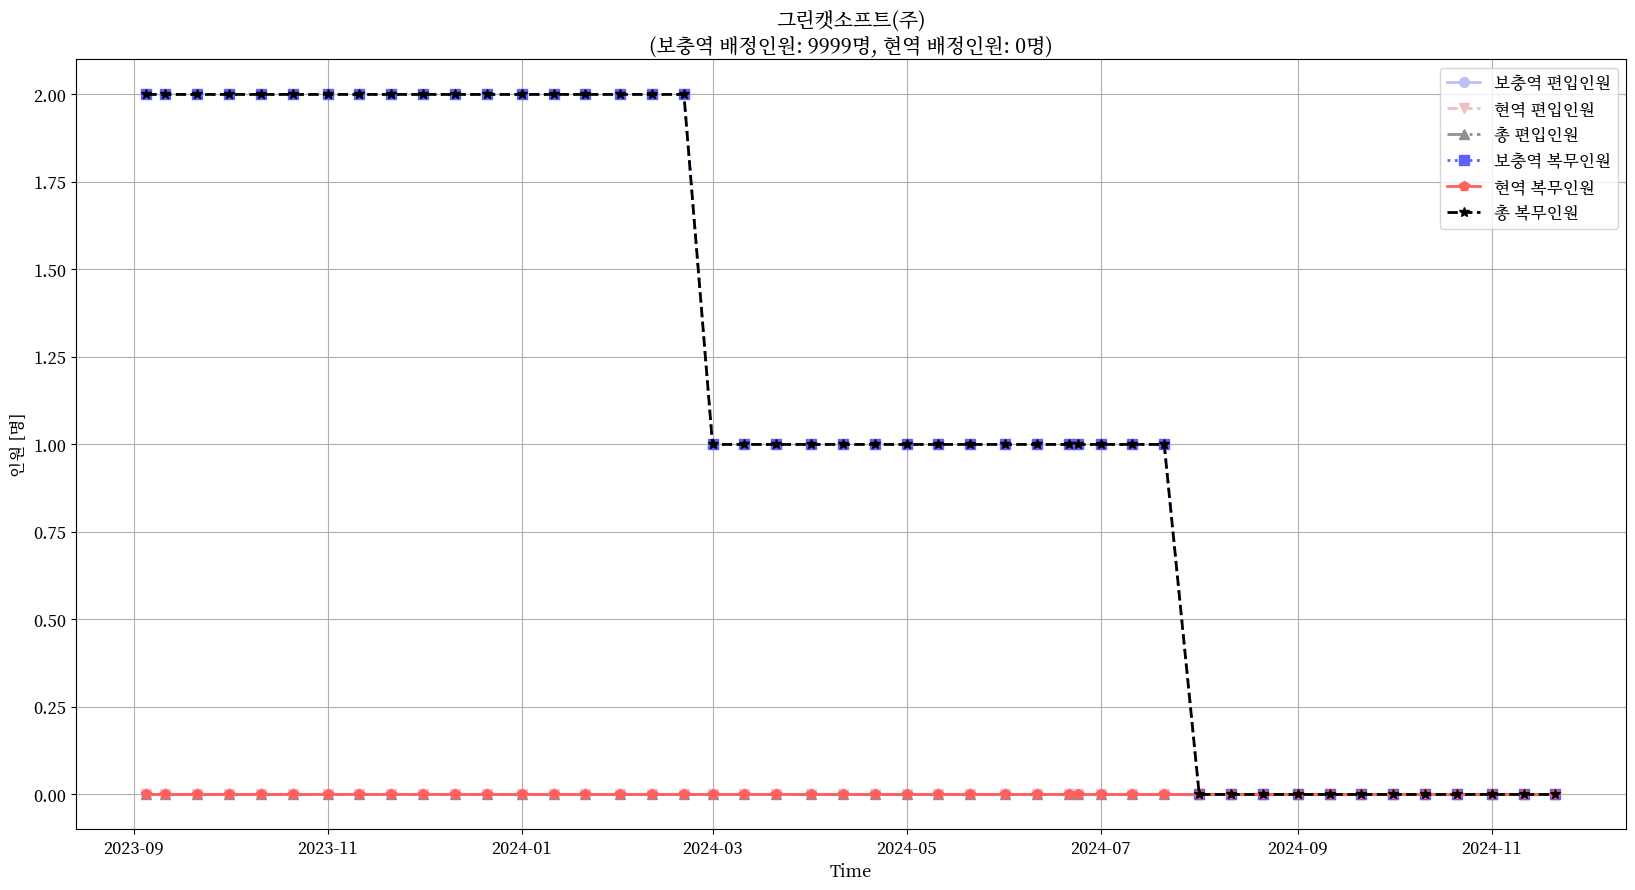 그린캣소프트(주)
(보충역 배정인원: 9999명, 현역 배정인원: 0명)
보충역 편입인원
현역 편입인원
총 편입인원
보충역 복무인원
현역 복무인원
총 복무인원
2.00
1.75
1.50
1.25
1.00
0.75
0.50
0.25
0.00
인원 [명]
2023-09
2023-11
2024-01
2024-03
2024-05
2024-07
2024-09
2024-11
Time